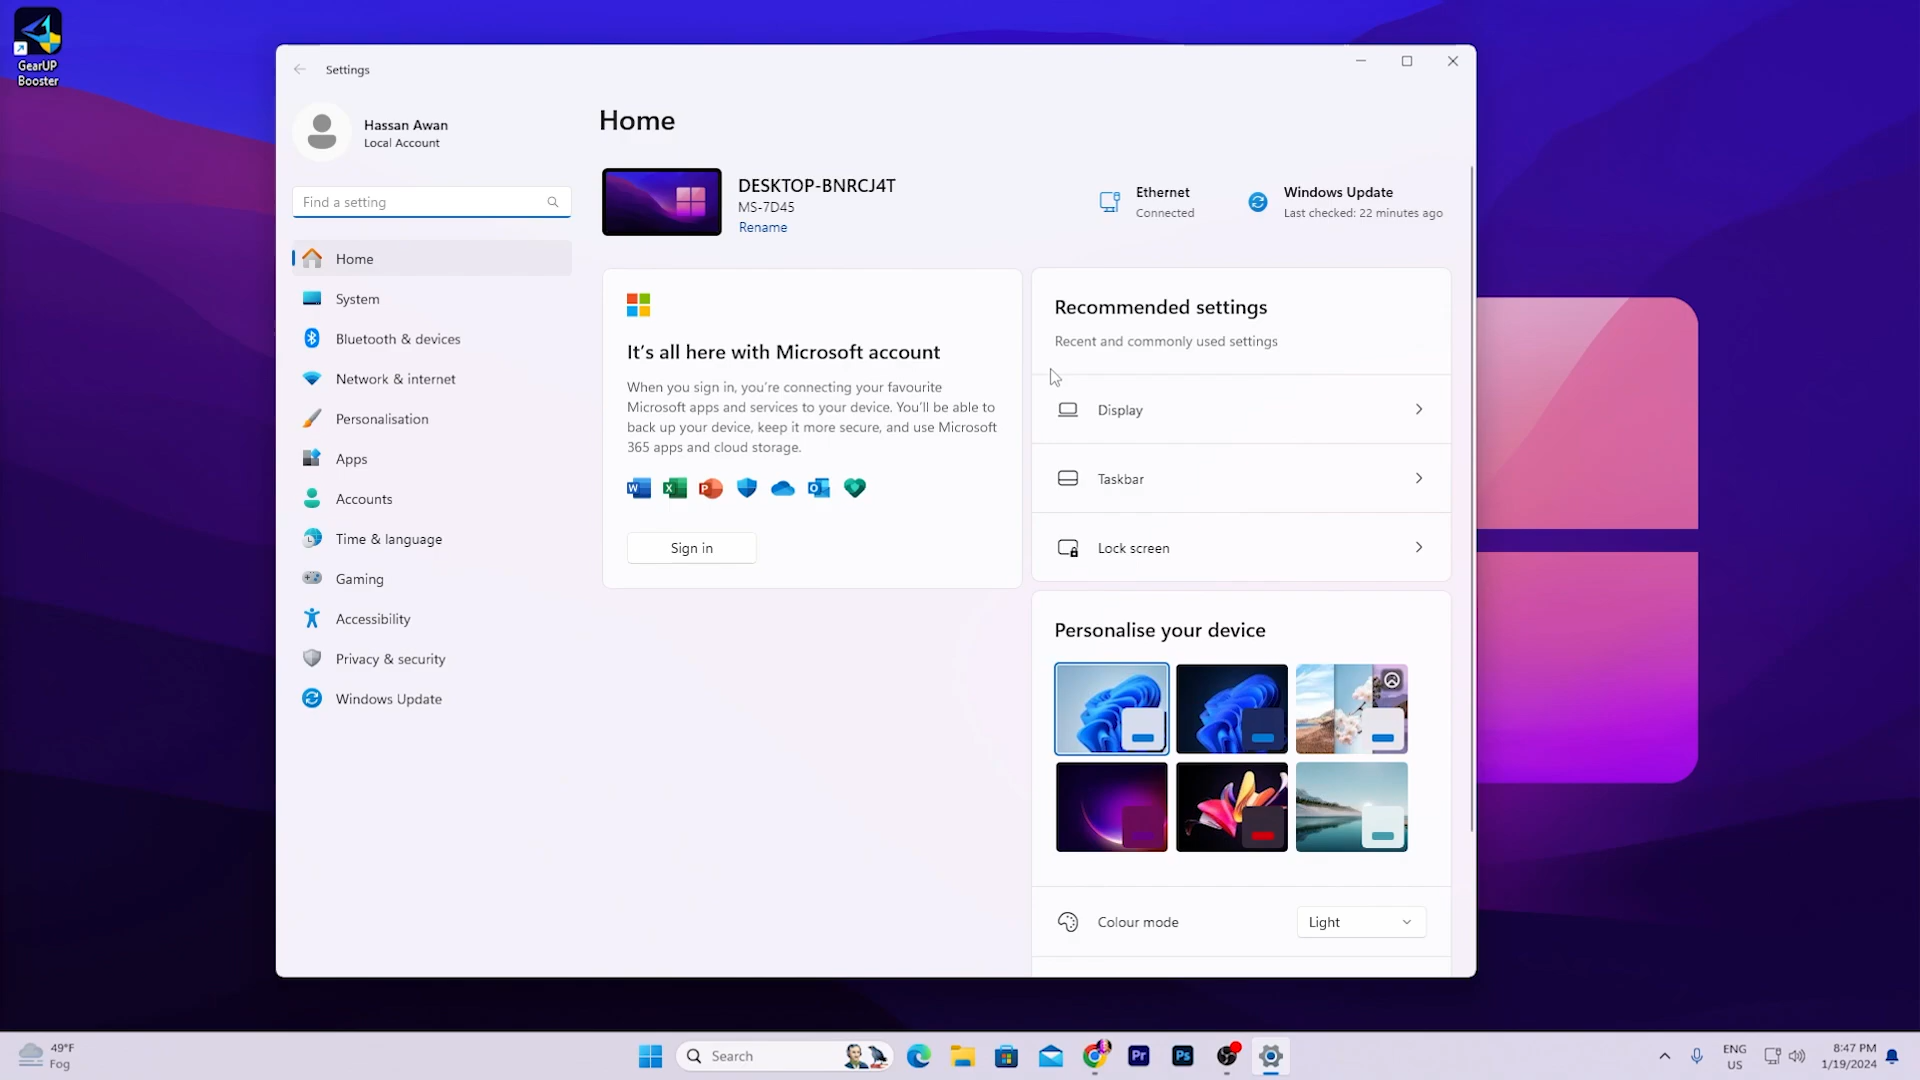 GearUP
Booster
Settings
Hassan Awan
Local Account
Find a setting
Home
System
Bluetooth & devices
Network & internet
Personalisation
Apps
Accounts
Time & language
Gaming
Accessibility
Privacy & security
Windows Update
Home
DESKTOP-BNRCJ4T
MS-7D45
Rename
Ethernet
Connected
Windows Update
Last checked: 22 minutes ago
It's all here with Microsoft account
When you sign in, you're connecting your favourite
Microsoft apps and services to your device. You'll be able to
back up your device, keep it more secure, and use Microsoft
365 apps and cloud storage.
Sign in
Recommended settings
Recent and commonly used settings
Display
Taskbar
Lock screen
Personalise your device
Colour mode
Light
49°F
Fog
Search
Pr
Ps
ENG
US
8:47 PM
1/19/2024